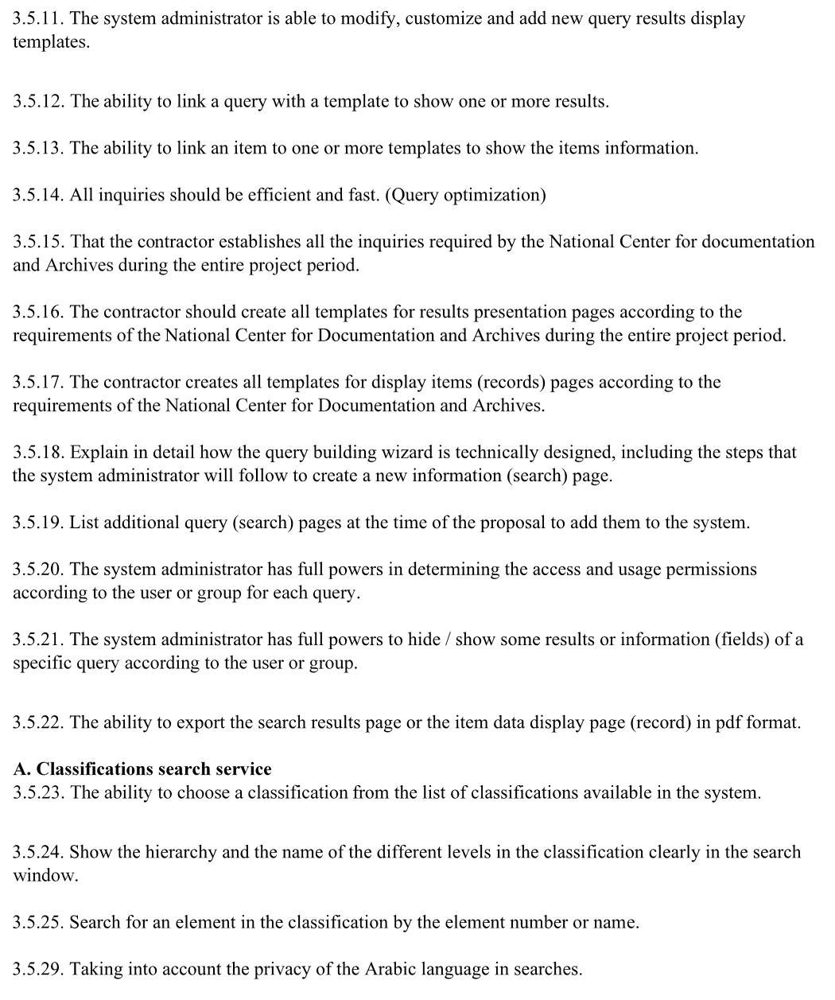 3.5.11. The system administrator is able to modify, customize and add new query results display
templates.
3.5.12. The ability to link a query with a template to show one or more results.
3.5.13. The ability to link an item to one or more templates to show the items information.
3.5.14. All inquiries should be efficient and fast. (Query optimization)
3.5.15. That the contractor establishes all the inquiries required by the National Center for documentation
and Archives during the entire project period.
3.5.16. The contractor should create all templates for results presentation pages according to the
requirements of the National Center for Documentation and Archives during the entire project period.
3.5.17. The contractor creates all templates for display items (records) pages according to the
requirements of the National Center for Documentation and Archives.
3.5.18. Explain in detail how the query building wizard is technically designed, including the steps that
the system administrator will follow to create a new information (search) page.
3.5.19. List additional query (search) pages at the time of the proposal to add them to the system.
3.5.20. The system administrator has full powers in determining the access and usage permissions
according to the user or group for each query.
3.5.21. The system administrator has full powers to hide / show some results or information (fields) of a
specific query according to the user or group.
3.5.22. The ability to export the search results page or the item data display page (record) in pdf format.
A. Classifications search service
3.5.23. The ability to choose a classification from the list of classifications available in the system.
3.5.24. Show the hierarchy and the name of the different levels in the classification clearly in the search
window.
3.5.25. Search for an element in the classification by the element number or name.
3.5.29. Taking into account the privacy of the Arabic language in searches.